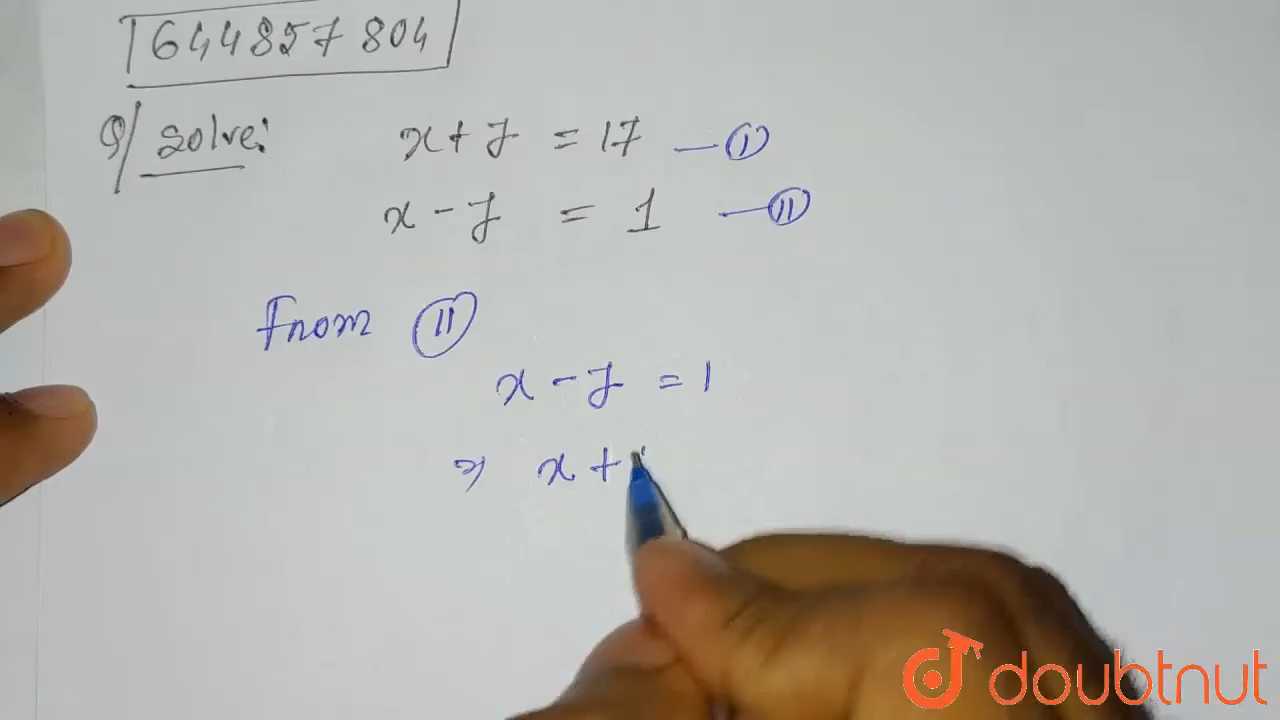 644857804
Q/ Solve: x + y = 17 — (I)
x - y = 1 — (II)
From (II)
x - y = 1
⇒ x +
doubtnut